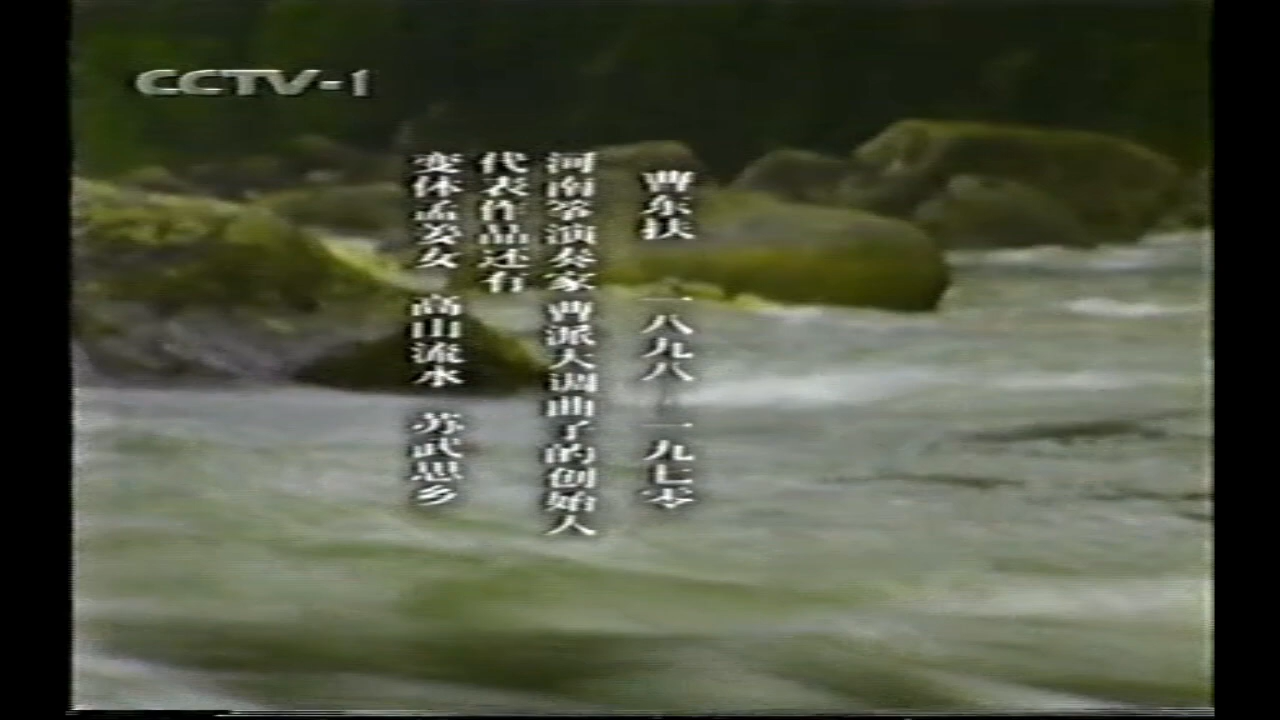 CCTV-1
曹东扶 一八九八—一九七零
河南筝演奏家 曹派大调曲子的创始人
代表作品还有
变体孟姜女 高山流水 苏武思乡